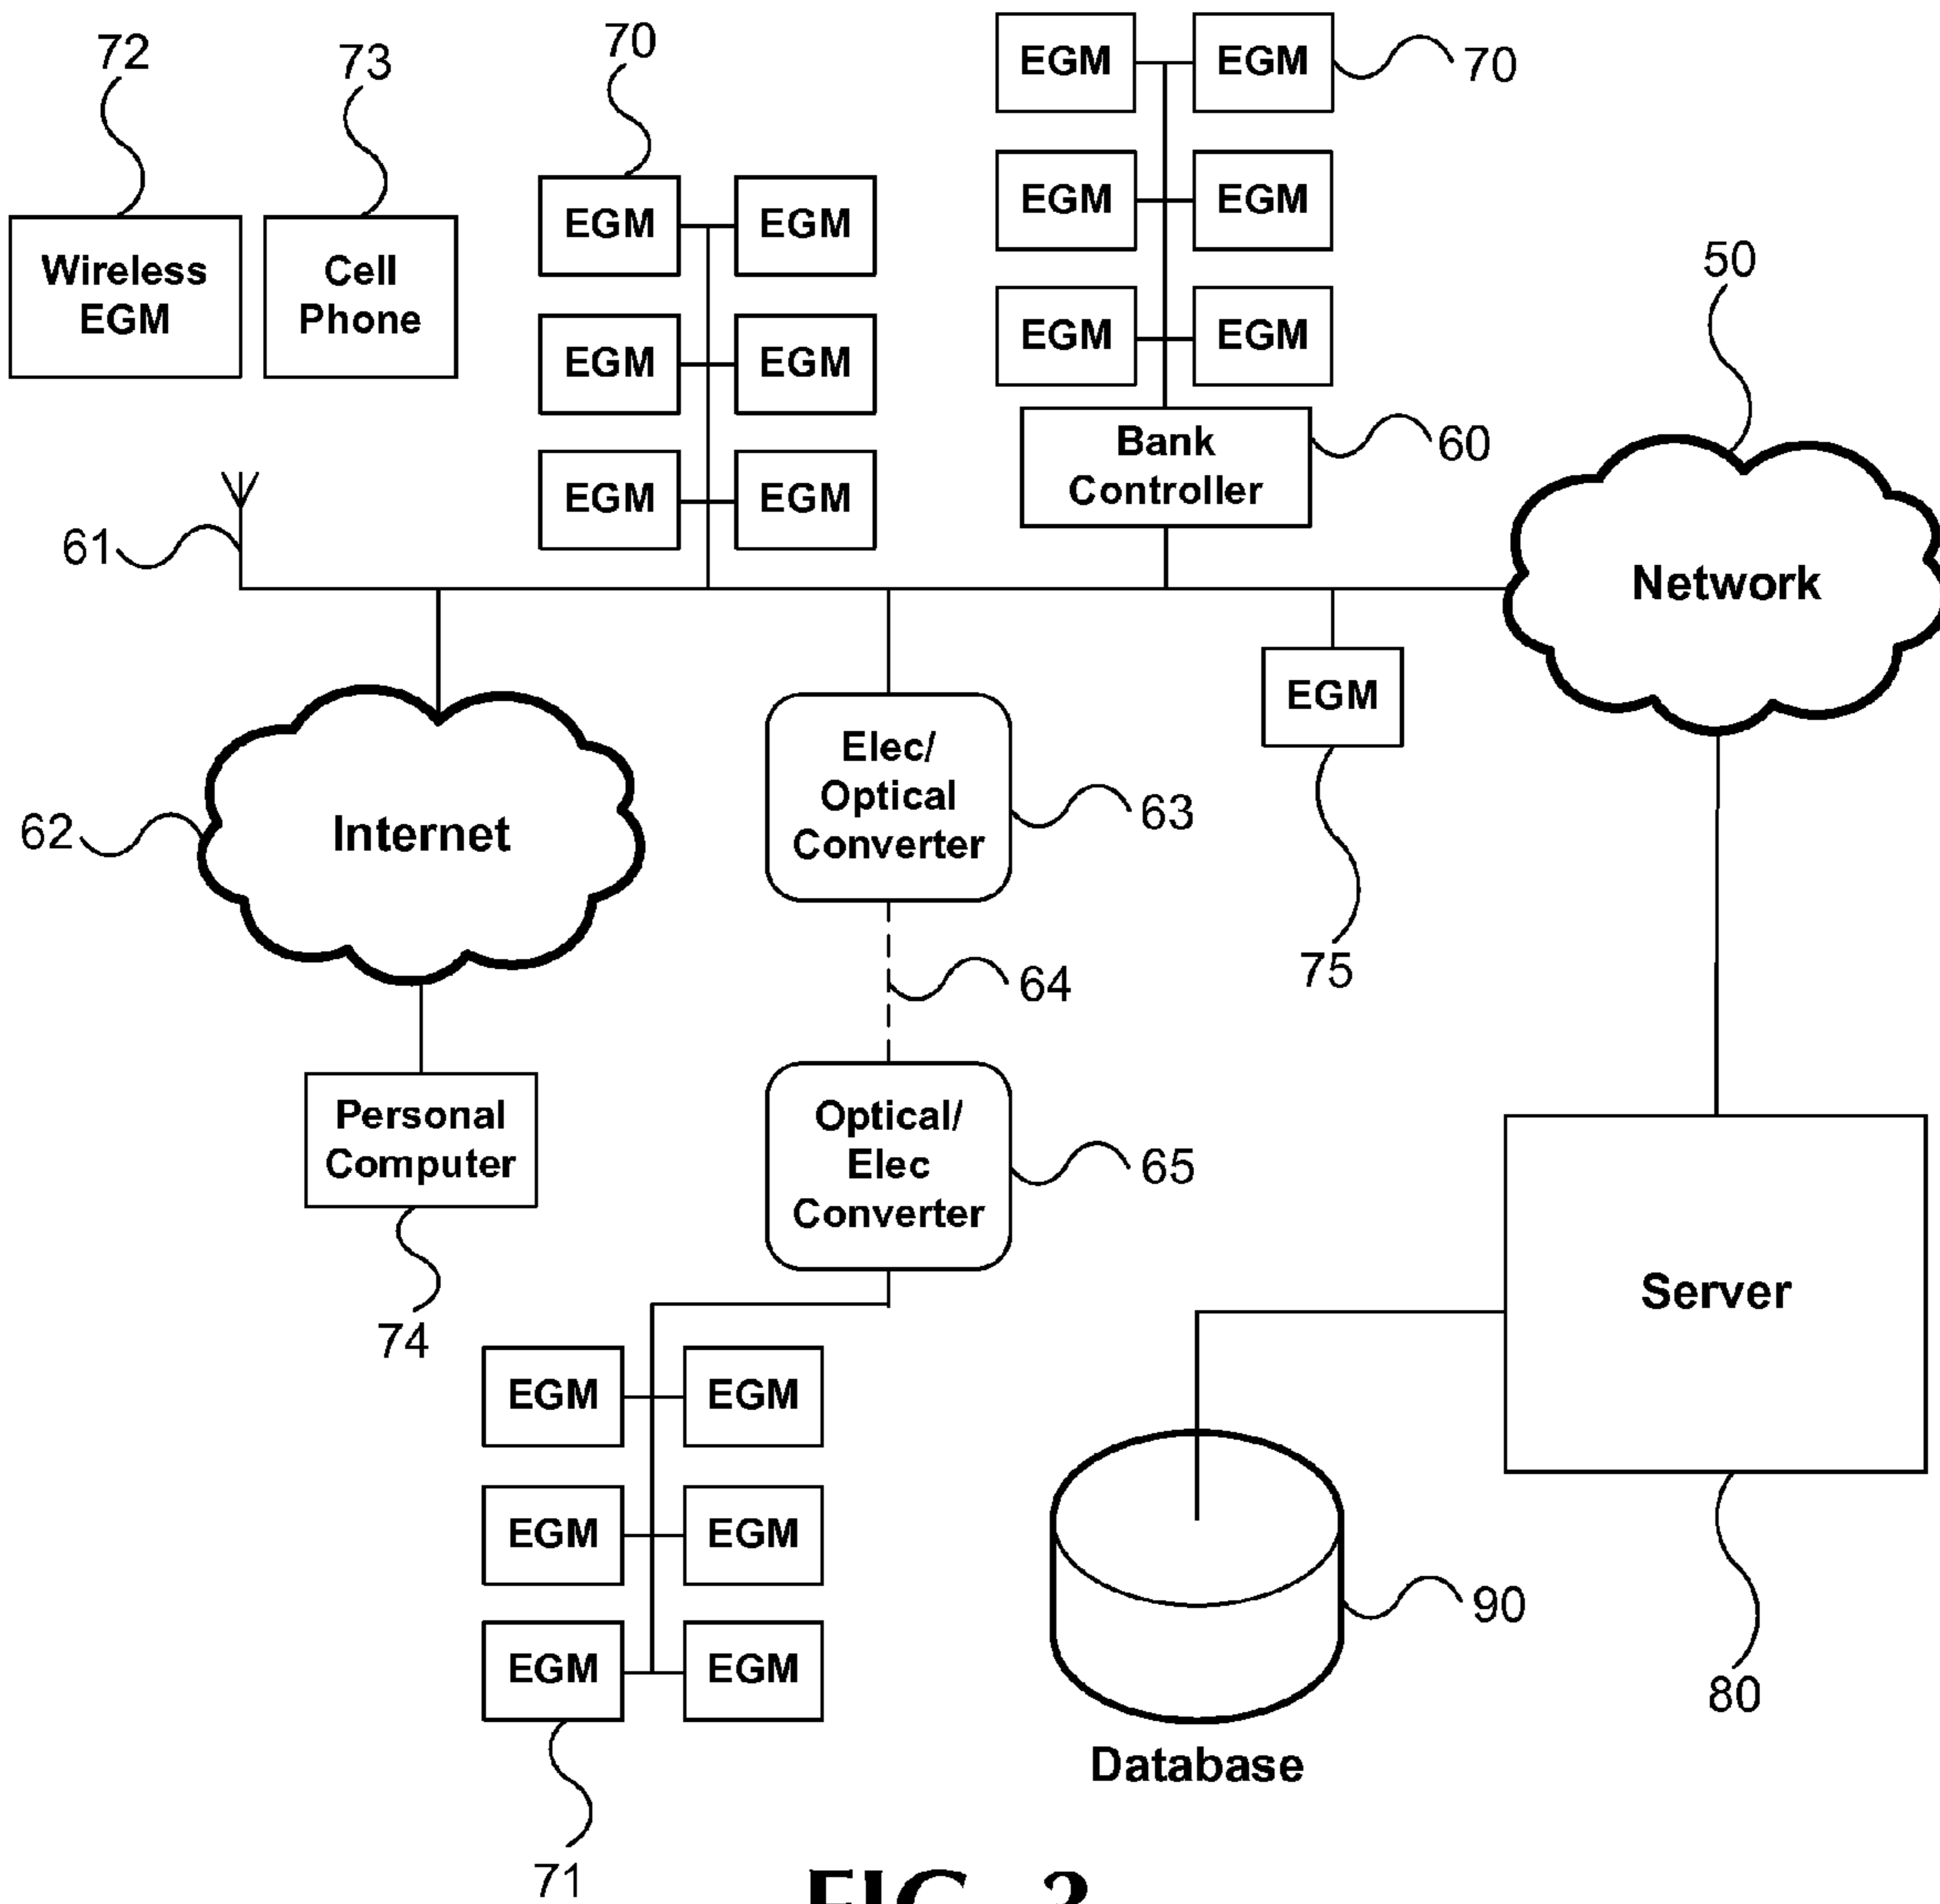 72
73
70
EGM
EGM
70
Wireless
EGM
Cell
Phone
EGM
EGM
EGM
EGM
EGM
EGM
EGM
EGM
EGM
EGM
50
Bank
Controller
60
61
Network
EGM
75
62
Internet
Elec/
Optical
Converter
63
64
Personal
Computer
74
Optical/
Elec
Converter
65
Server
80
EGM
EGM
EGM
EGM
EGM
EGM
71
90
Database